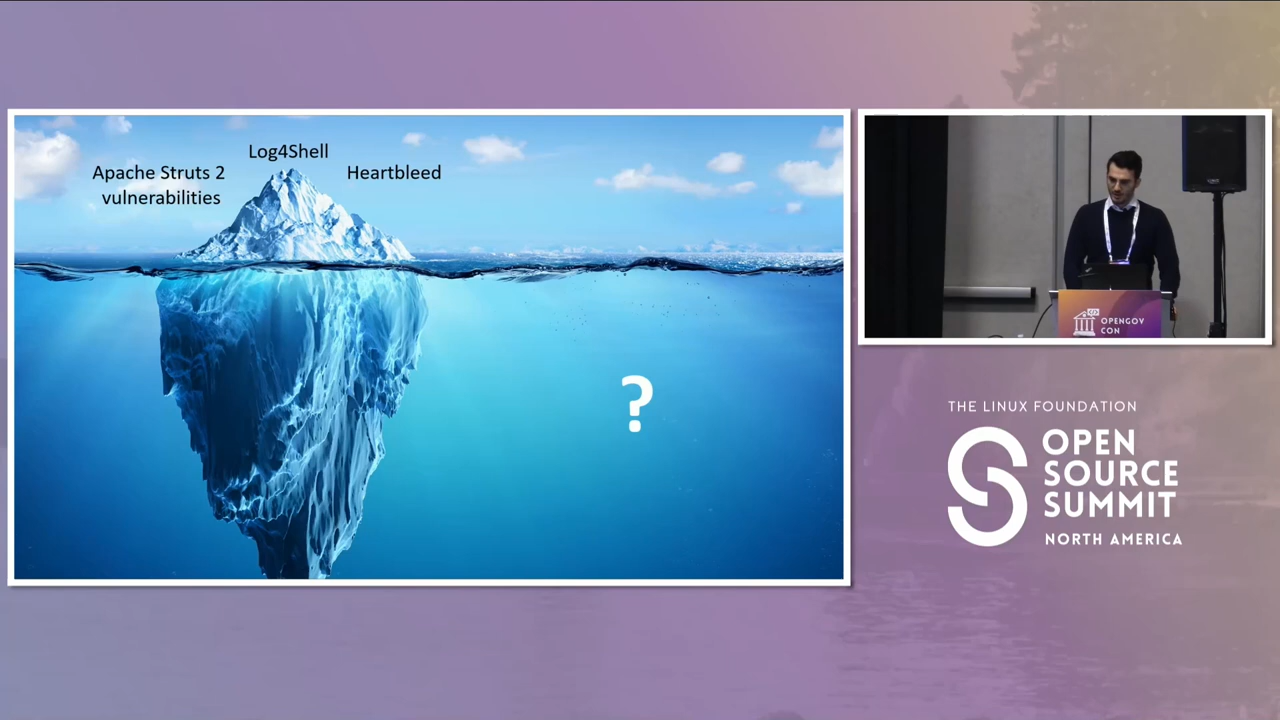 Log4Shell
Apache Struts 2
vulnerabilities
Heartbleed
?
OPENGOV
CON
THE LINUX FOUNDATION
OPEN
SOURCE
SUMMIT
NORTH AMERICA